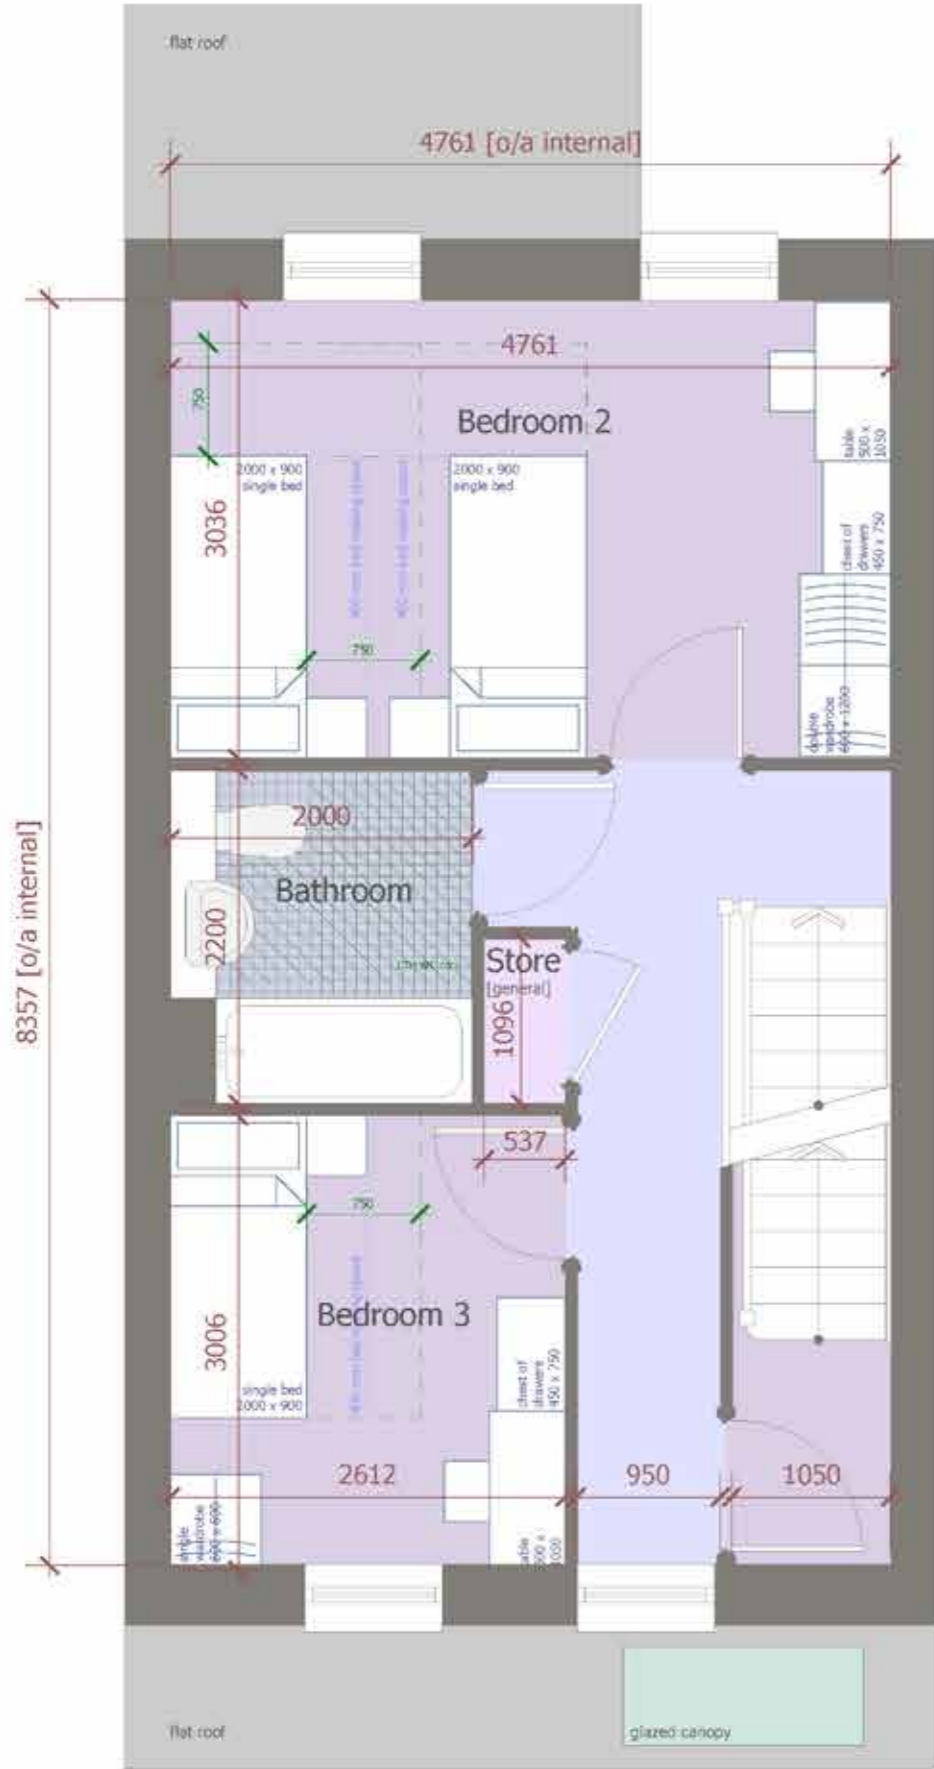 flat roof
4761 [o/a internal]
4761
750
Bedroom 2
table
500 x
1050
2000 x 900
single bed
2000 x 900
single bed
3036
chest of
drawers
450 x 750
750
double
wardrobe
600 x 1200
8357 [o/a internal]
2000
Bathroom
2200
Store
[general]
1096
537
750
Bedroom 3
3006
chest of
drawers
450 x 750
single bed
2000 x 900
2612
950
1050
single
wardrobe
600 x 600
table
flat roof
glazed canopy